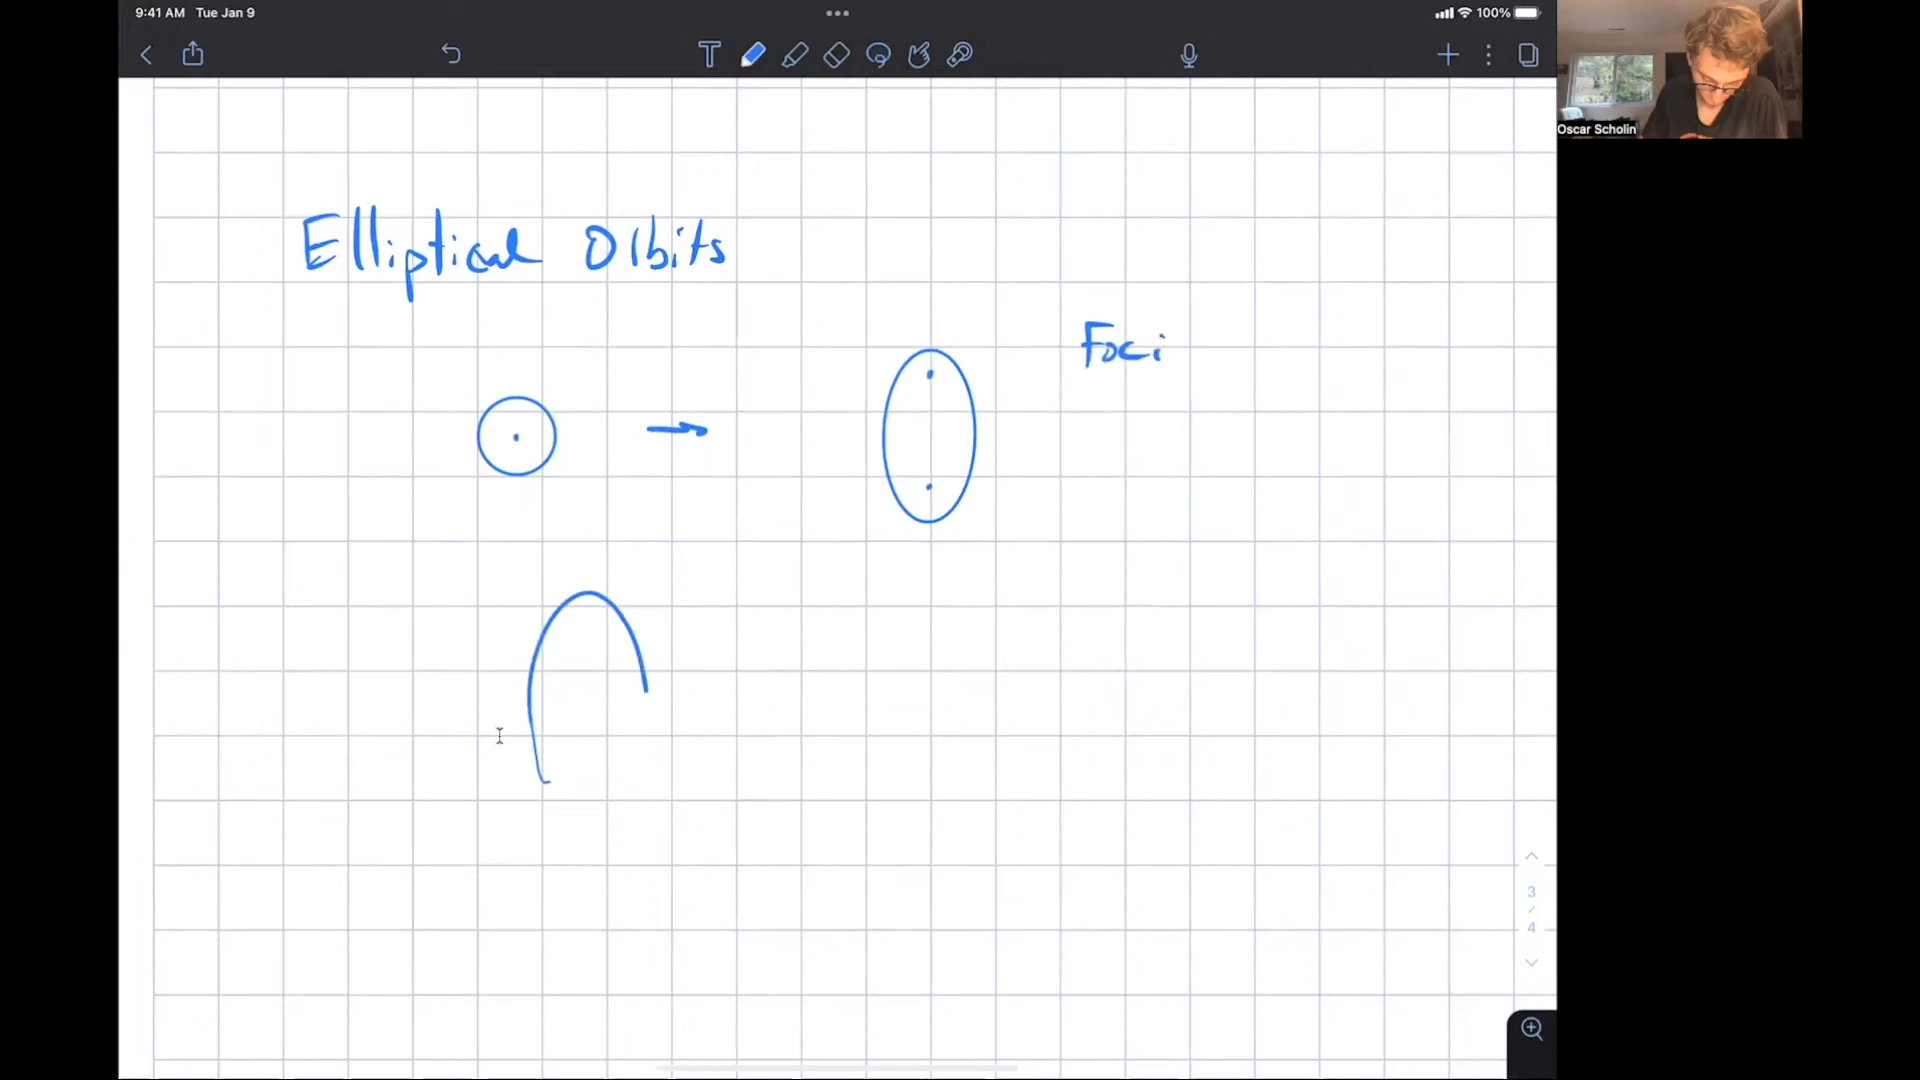 9:41 AM Tue Jan 9
100%
Oscar Scholin
Elliptical Orbits
Foci
3
/
4